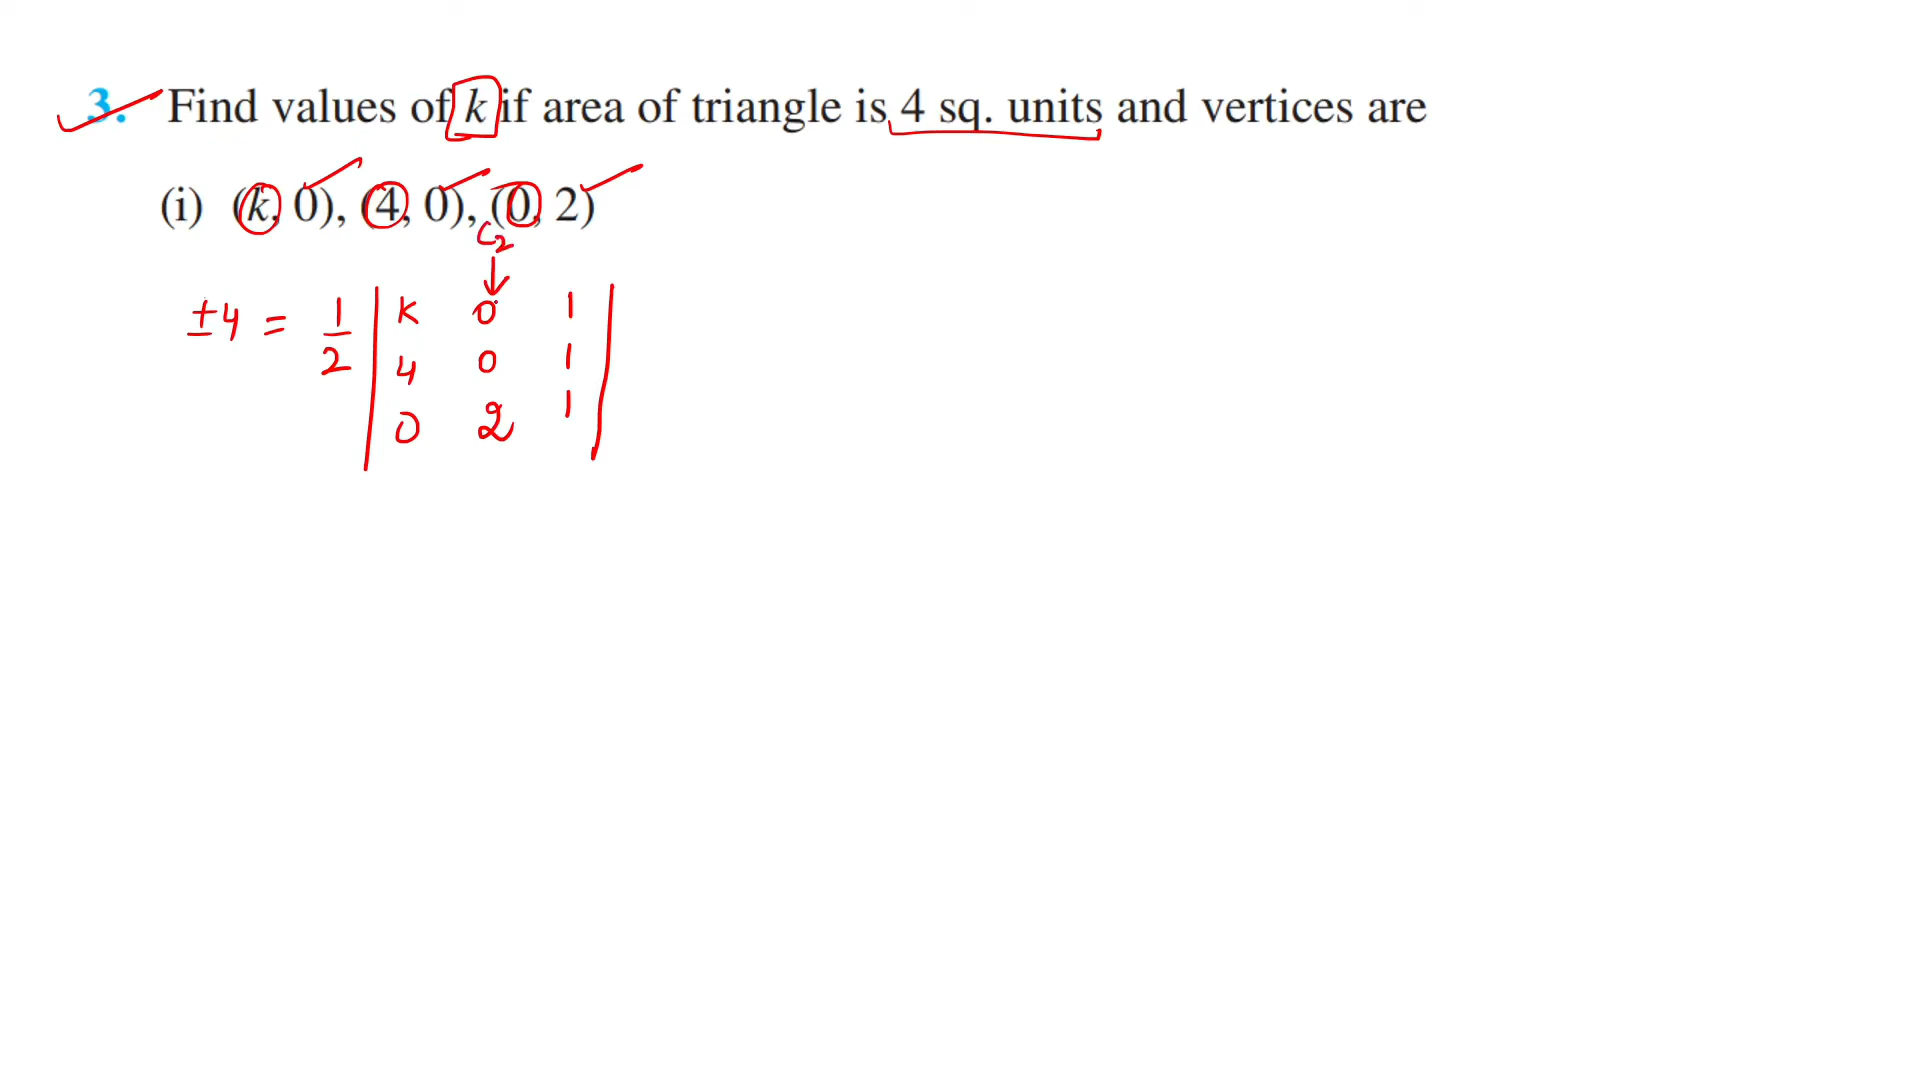 3. Find values of k if area of triangle is 4 sq. units and vertices are
(i) (k, 0), (4, 0), (0, 2)
C2
±4 = 1/2 | K 0 1 |
4 0 1
0 2 1